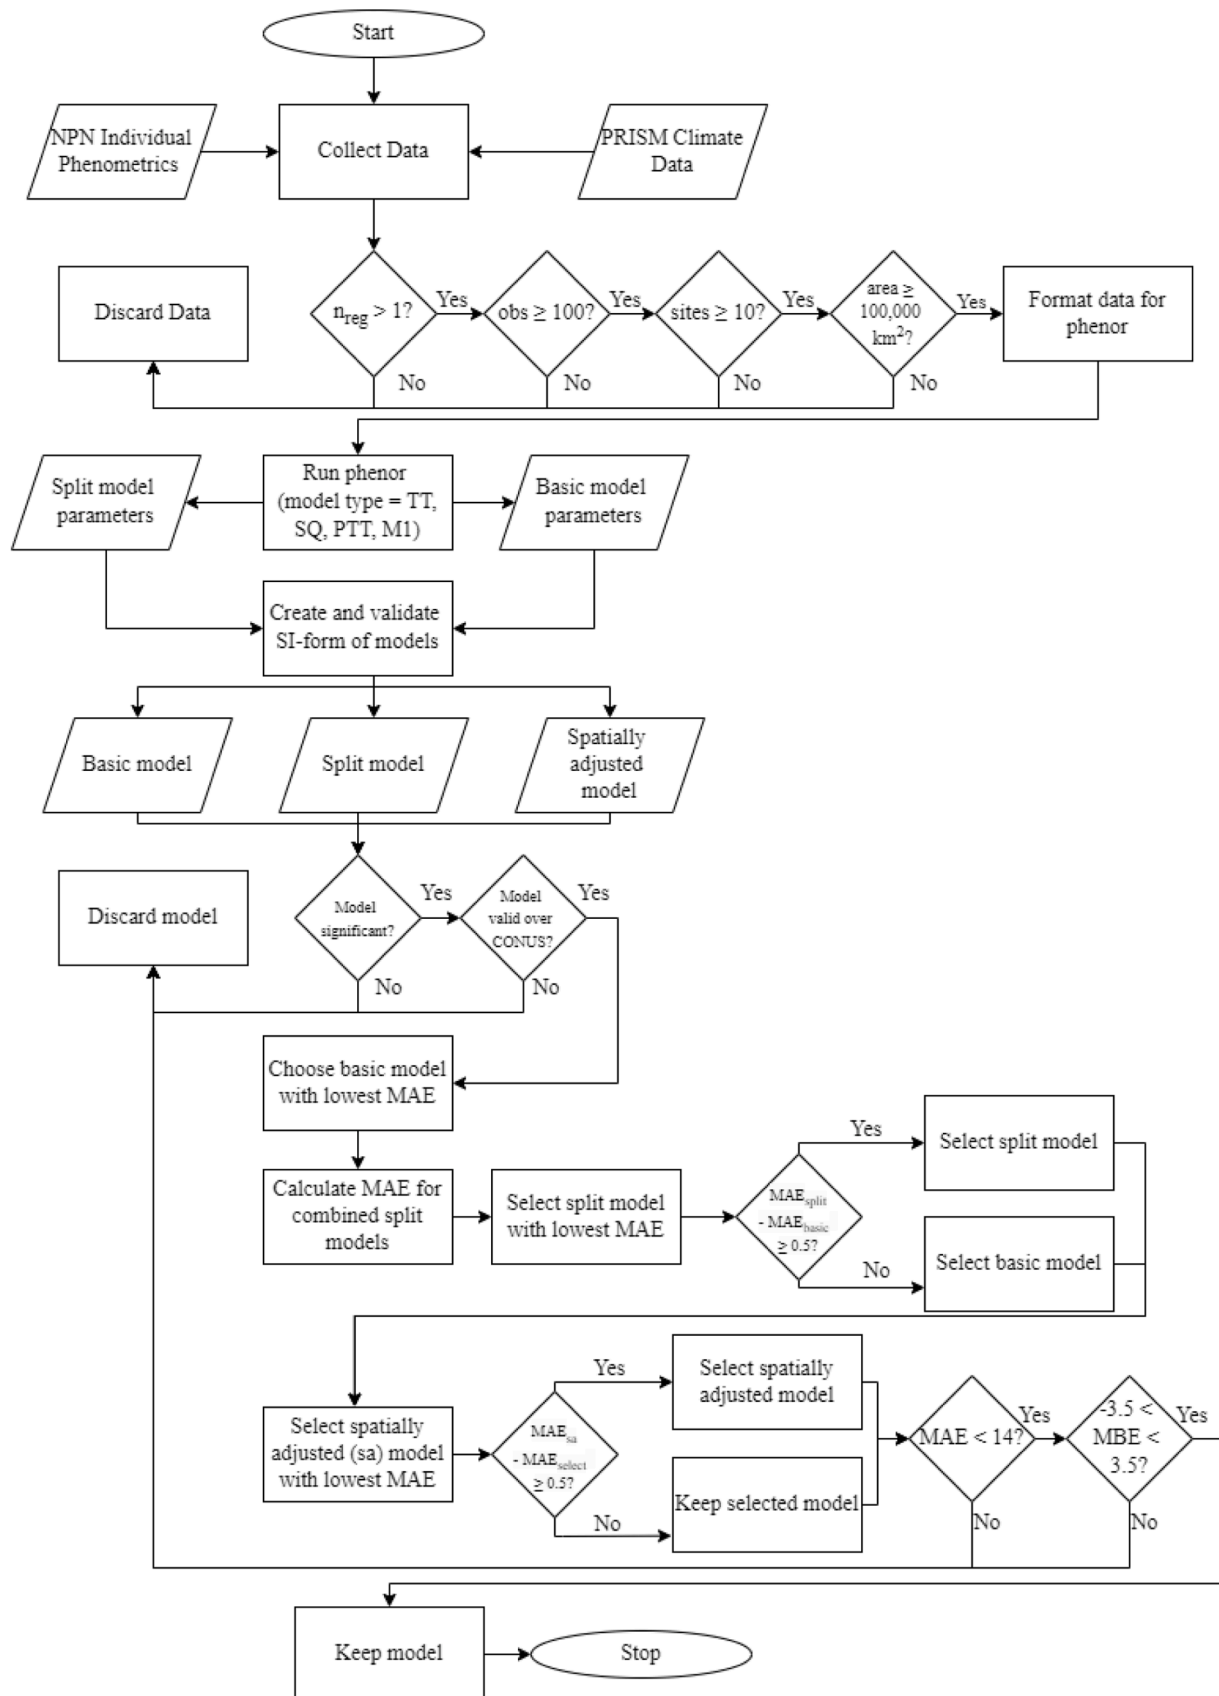 Start
NPN Individual
Phenometrics
Collect Data
PRISM Climate
Data
Discard Data
n_reg > 1?
Yes
obs ≥ 100?
Yes
sites ≥ 10?
Yes
area ≥
100,000
km²?
Yes
Format data for
phenor
No
No
No
No
Split model
parameters
Run phenor
(model type = TT,
SQ, PTT, M1)
Basic model
parameters
Create and validate
SI-form of models
Basic model
Split model
Spatially
adjusted
model
Discard model
Model
significant?
Yes
Model
valid over
CONUS?
Yes
No
No
Choose basic model
with lowest MAE
Calculate MAE for
combined split
models
Select split model
with lowest MAE
MAE_split
- MAE_basic
≥ 0.5?
Yes
Select split model
No
Select basic model
Select spatially
adjusted (sa) model
with lowest MAE
MAE_sa
- MAE_select
≥ 0.5?
Yes
Select spatially
adjusted model
No
Keep selected model
MAE < 14?
Yes
-3.5 <
MBE <
3.5?
Yes
No
No
Keep model
Stop